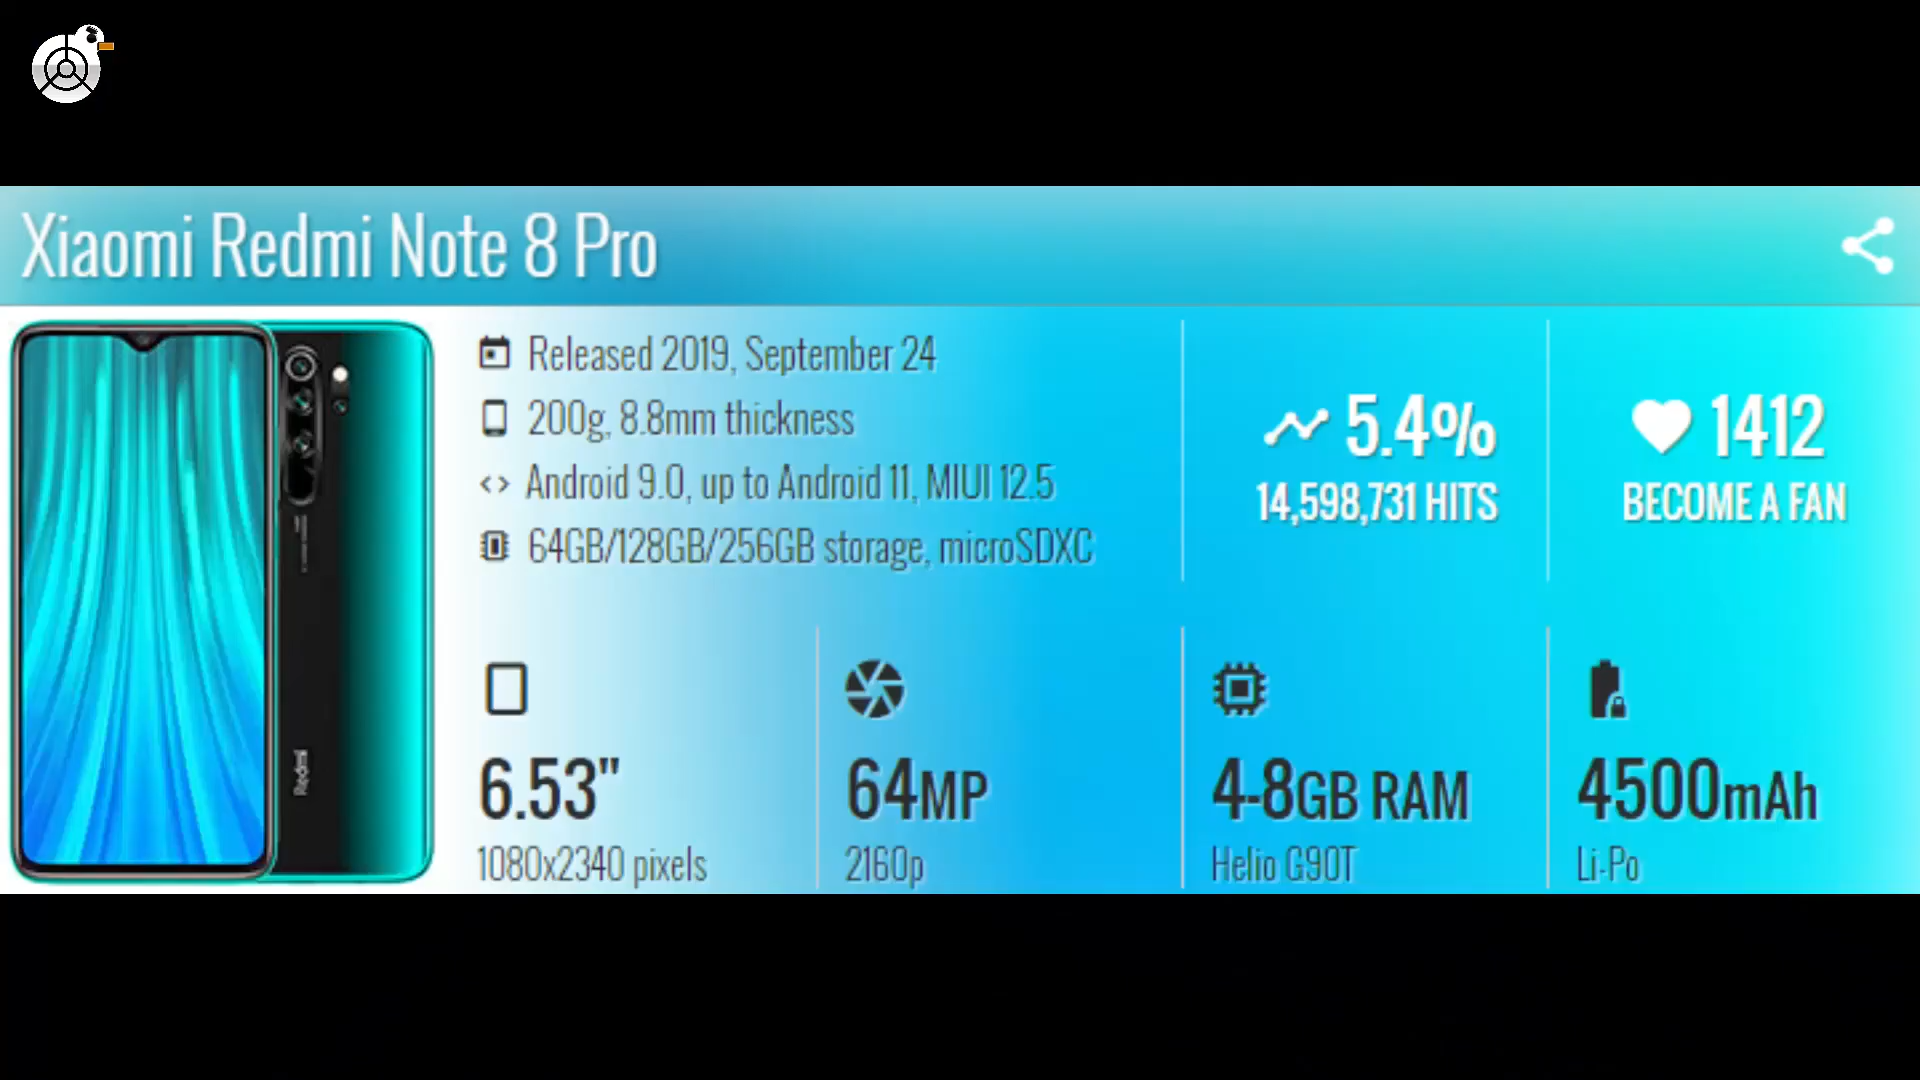 Xiaomi Redmi Note 8 Pro
Released 2019, September 24
200g, 8.8mm thickness
Android 9.0, up to Android 11, MIUI 12.5
64GB/128GB/256GB storage, microSDXC
5.4%
14,598,731 HITS
1412
BECOME A FAN
6.53"
1080x2340 pixels
64MP
2160p
4-8GB RAM
Helio G90T
4500mAh
Li-Po
Redmi